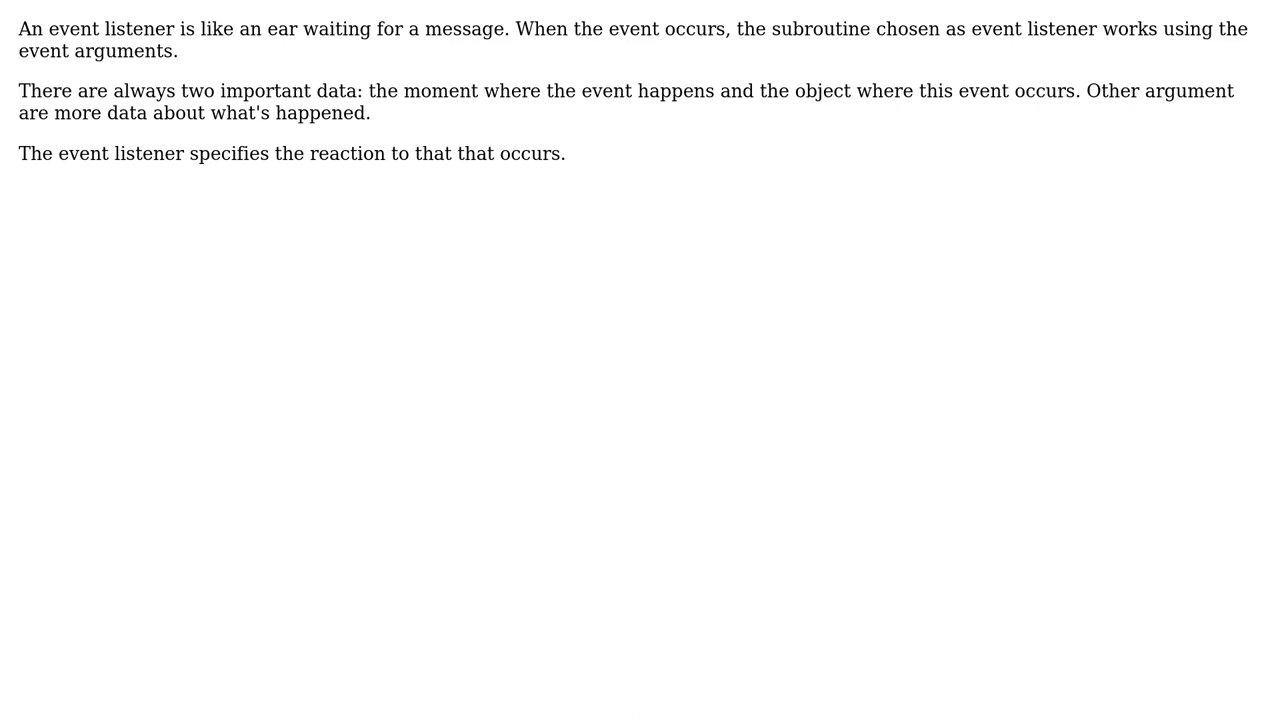 An event listener is like an ear waiting for a message. When the event occurs, the subroutine chosen as event listener works using the
event arguments.
There are always two important data: the moment where the event happens and the object where this event occurs. Other argument
are more data about what's happened.
The event listener specifies the reaction to that that occurs.